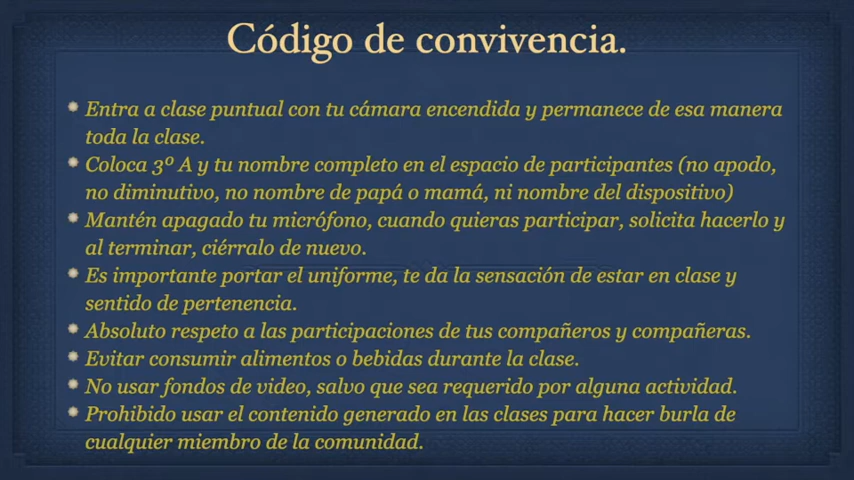 Código de convivencia.
Entra a clase puntual con tu cámara encendida y permanece de esa manera
toda la clase.
Coloca 3º A y tu nombre completo en el espacio de participantes (no apodo,
no diminutivo, no nombre de papá o mamá, ni nombre del dispositivo)
Mantén apagado tu micrófono, cuando quieras participar, solicita hacerlo y
al terminar, ciérralo de nuevo.
Es importante portar el uniforme, te da la sensación de estar en clase y
sentido de pertenencia.
Absoluto respeto a las participaciones de tus compañeros y compañeras.
Evitar consumir alimentos o bebidas durante la clase.
No usar fondos de video, salvo que sea requerido por alguna actividad.
Prohibido usar el contenido generado en las clases para hacer burla de
cualquier miembro de la comunidad.